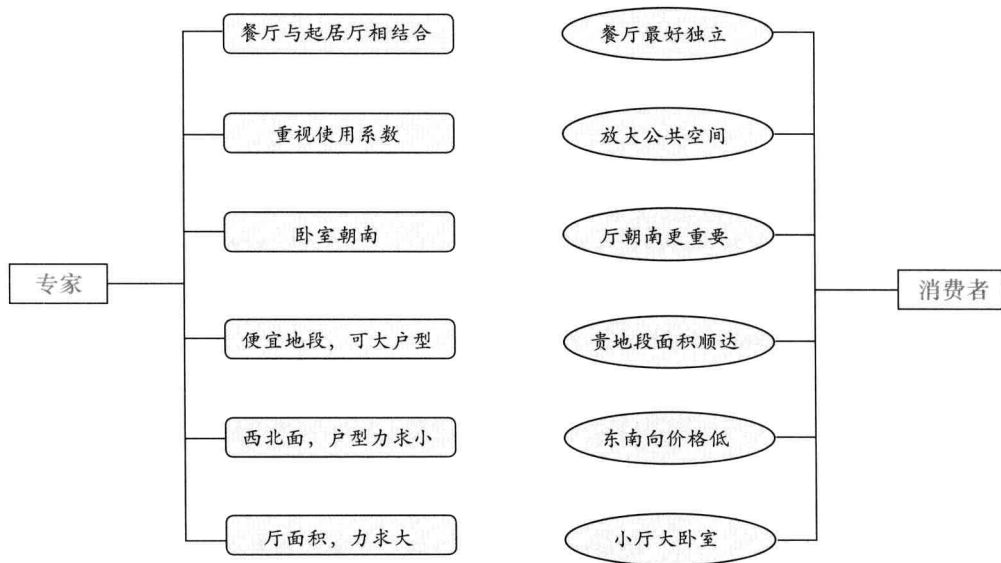 餐厅与起居厅相结合
餐厅最好独立
重视使用系数
放大公共空间
卧室朝南
厅朝南更重要
专家
消费者
便宜地段，可大户型
贵地段面积顺达
西北面，户型力求小
东南向价格低
厅面积，力求大
小厅大卧室